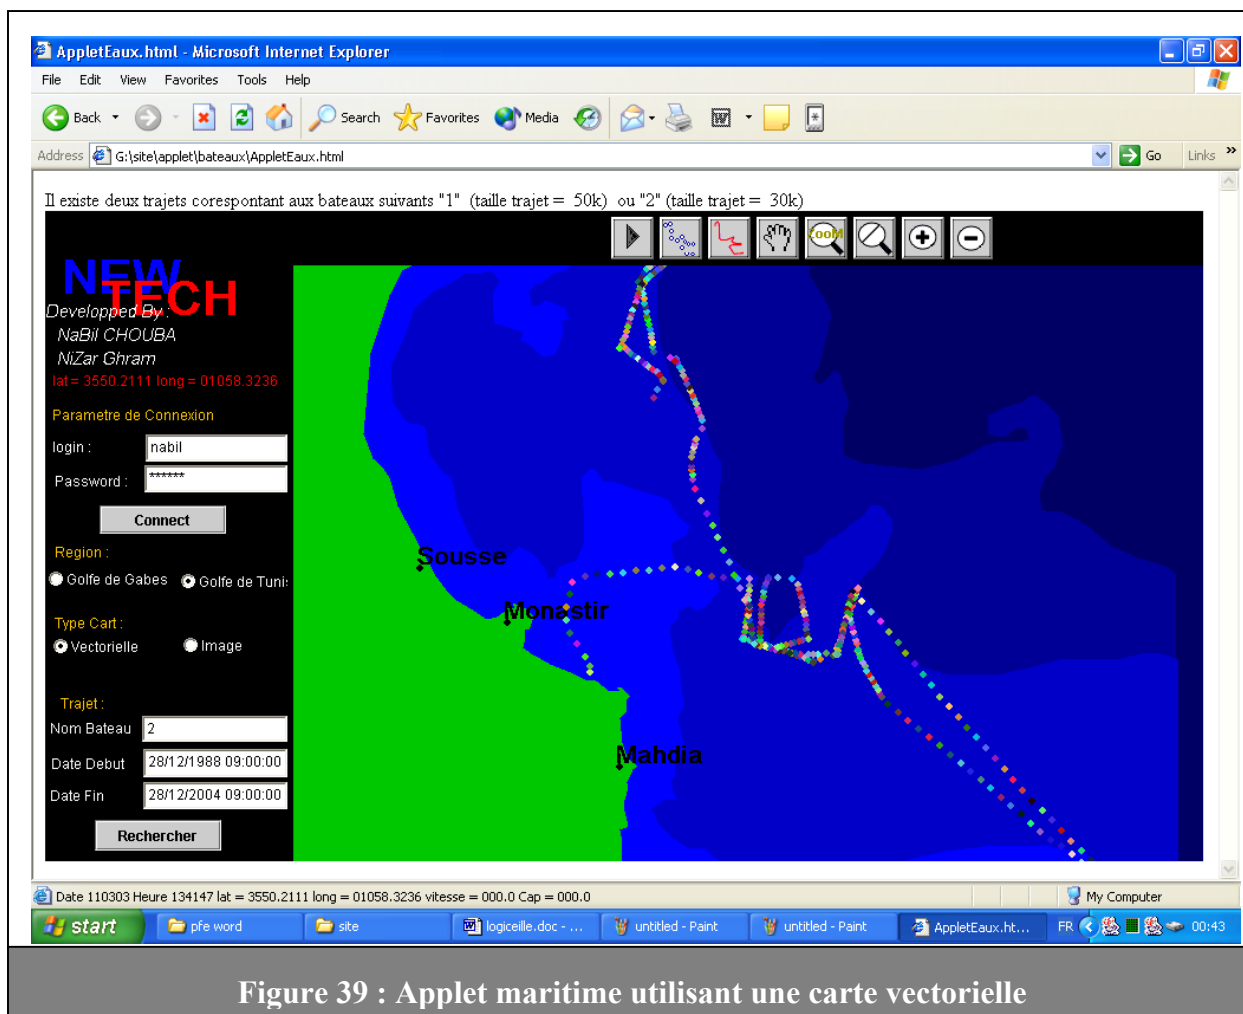 AppletEaux.html - Microsoft Internet Explorer
File Edit View Favorites Tools Help
Back Search Favorites Media
Address G:\site\applet\bateaux\AppletEaux.html Go Links »
Il existe deux trajets corespontant aux bateaux suivants "1" (taille trajet = 50k) ou "2" (taille trajet = 30k)
ZooM
NEW
TECH
Developped By :
NaBil CHOUBA
NiZar Ghram
lat = 3550.2111 long = 01058.3236
Parametre de Connexion
login : nabil
Password : ******
Connect
Region :
Golfe de Gabes Golfe de Tunis
Type Cart :
Vectorielle Image
Trajet :
Nom Bateau 2
Date Debut 28/12/1988 09:00:00
Date Fin 28/12/2004 09:00:00
Rechercher
Sousse
Monastir
Mahdia
Date 110303 Heure 134147 lat = 3550.2111 long = 01058.3236 vitesse = 000.0 Cap = 000.0 My Computer
start pfe word site logiceille.doc - ... untitled - Paint untitled - Paint AppletEaux.ht... FR 00:43
Figure 39 : Applet maritime utilisant une carte vectorielle